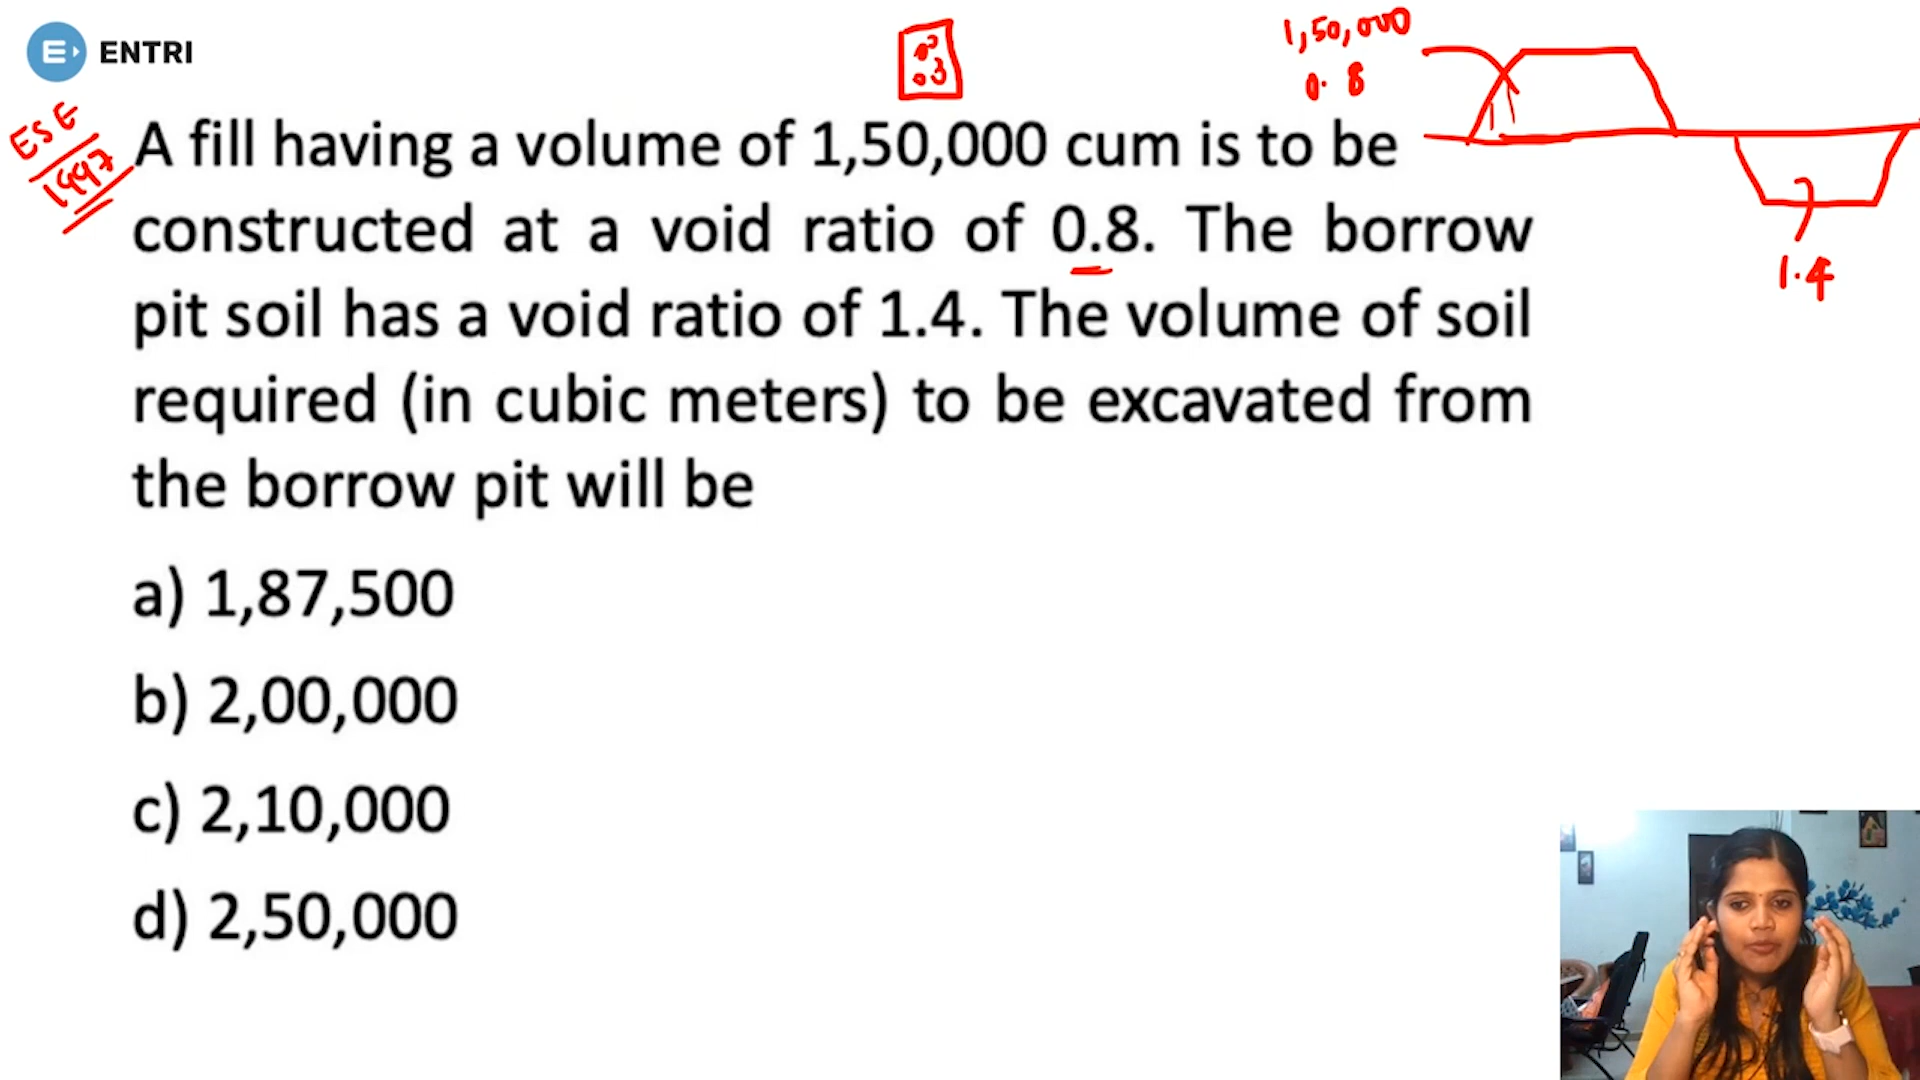 ENTRI
03
1,50,000
0.8
ESE
1997
A fill having a volume of 1,50,000 cum is to be
constructed at a void ratio of 0.8. The borrow
pit soil has a void ratio of 1.4. The volume of soil
required (in cubic meters) to be excavated from
the borrow pit will be
1.4
a) 1,87,500
b) 2,00,000
c) 2,10,000
d) 2,50,000